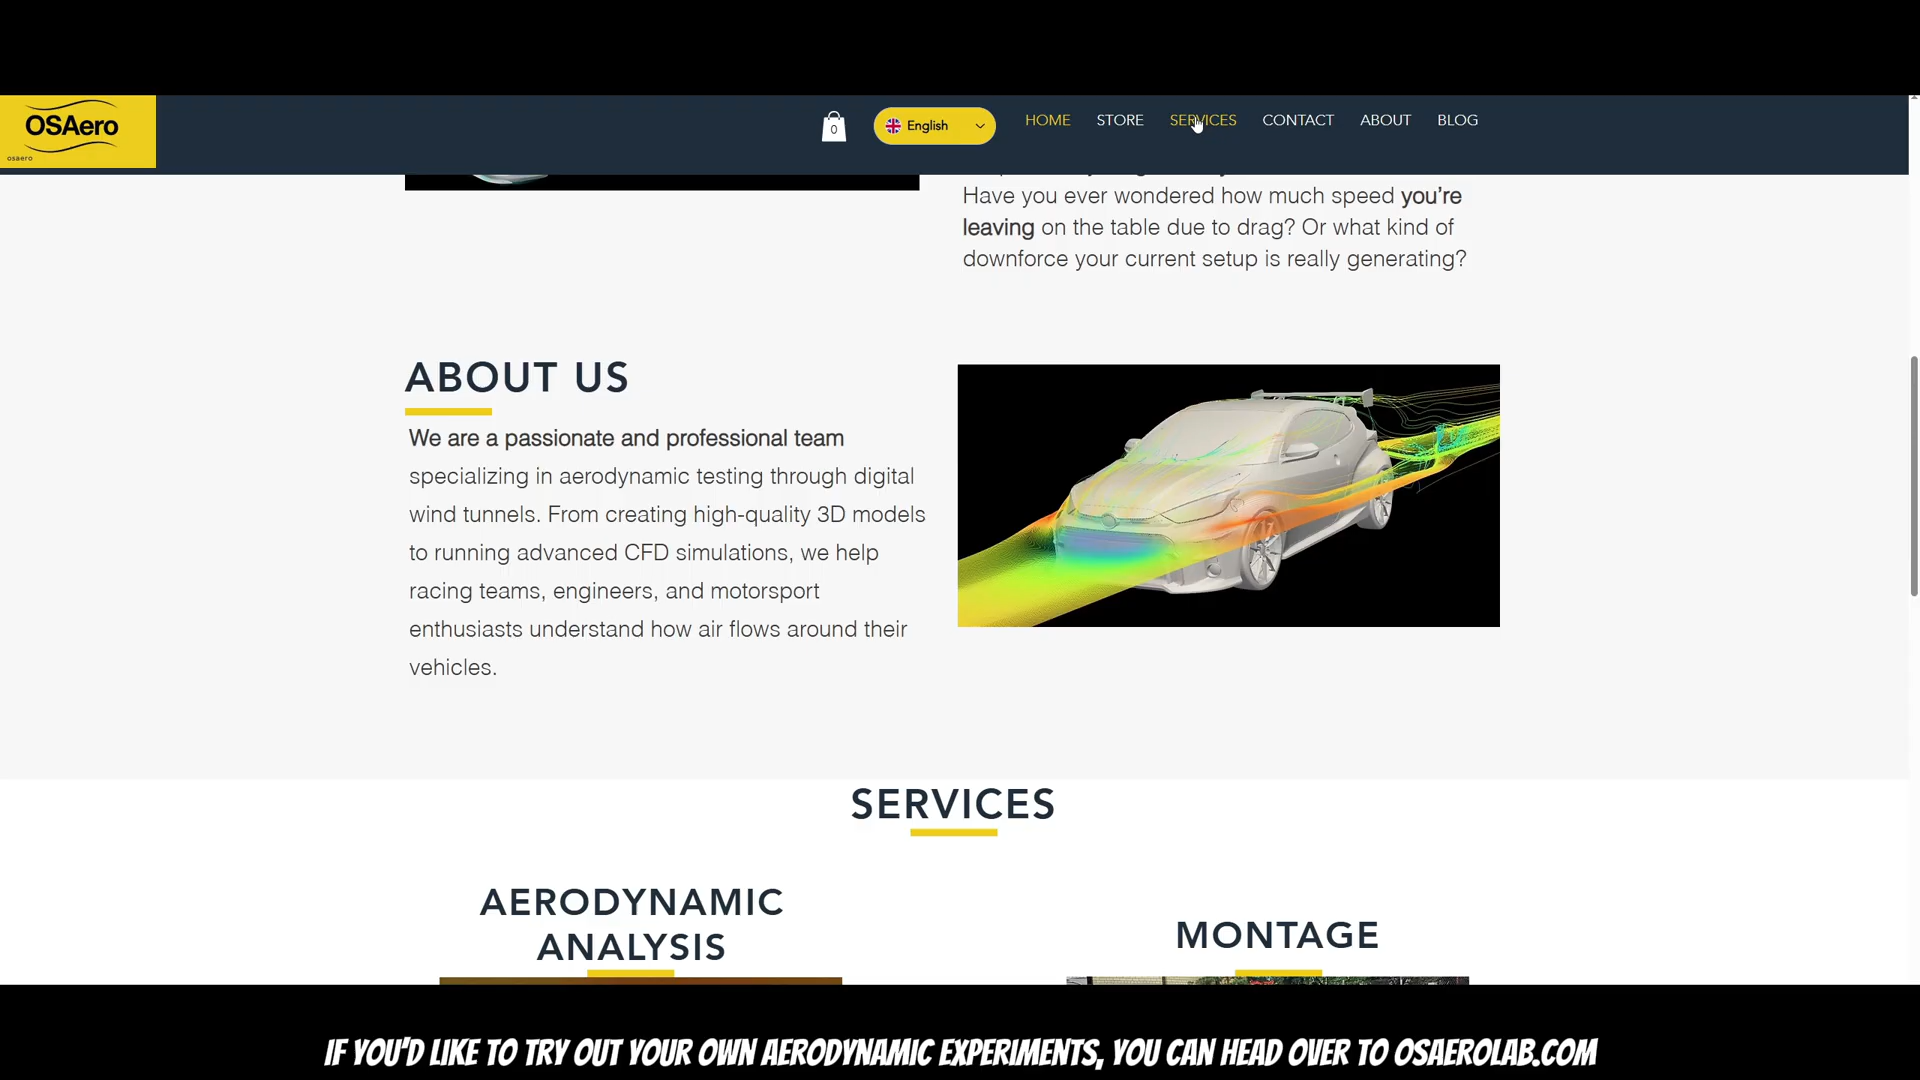 OSAero
osaero
0
English
HOME STORE SERVICES CONTACT ABOUT BLOG
Have you ever wondered how much speed you're
leaving on the table due to drag? Or what kind of
downforce your current setup is really generating?
ABOUT US
We are a passionate and professional team
specializing in aerodynamic testing through digital
wind tunnels. From creating high-quality 3D models
to running advanced CFD simulations, we help
racing teams, engineers, and motorsport
enthusiasts understand how air flows around their
vehicles.
SERVICES
AERODYNAMIC
ANALYSIS
MONTAGE
IF YOU'D LIKE TO TRY OUT YOUR OWN AERODYNAMIC EXPERIMENTS, YOU CAN HEAD OVER TO OSAEROLAB.COM